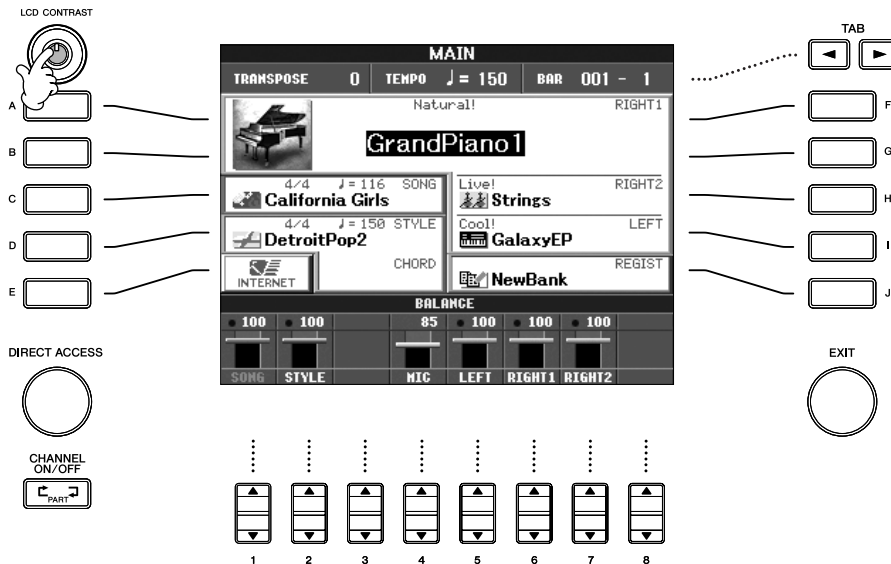 LCD CONTRAST
TAB
MAIN
TRANSPOSE 0 TEMPO ♩= 150 BAR 001 - 1
A
Natural! RIGHT1
F
GrandPiano1
B
G
4/4 ♩= 116 SONG
California Girls
Live! RIGHT2
Strings
C
H
4/4 ♩= 150 STYLE
DetroitPop2
Cool! LEFT
GalaxyEP
D
I
INTERNET
CHORD
REGIST
NewBank
E
J
BALANCE
100 100 85 100 100 100
SONG STYLE MIC LEFT RIGHT1 RIGHT2
DIRECT ACCESS
EXIT
CHANNEL
ON/OFF
PART
1 2 3 4 5 6 7 8